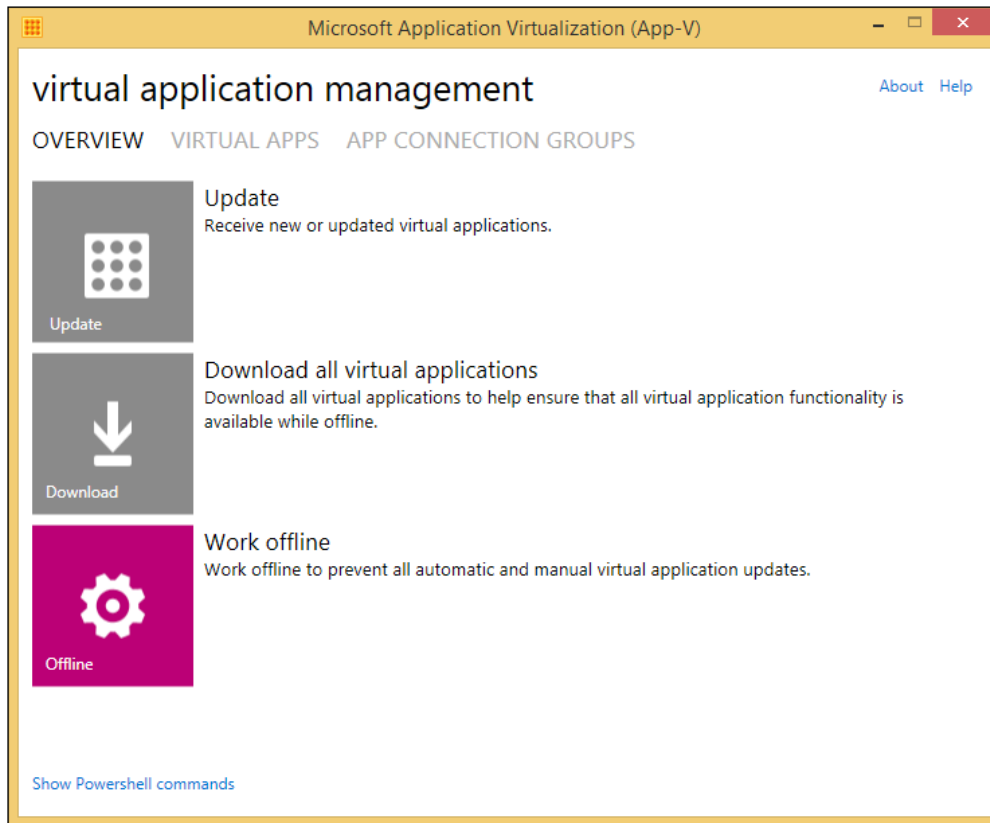 Microsoft Application Virtualization (App-V)
virtual application management
About Help
OVERVIEW VIRTUAL APPS APP CONNECTION GROUPS
Update
Receive new or updated virtual applications.
Update
Download all virtual applications
Download all virtual applications to help ensure that all virtual application functionality is
available while offline.
Download
Work offline
Work offline to prevent all automatic and manual virtual application updates.
Offline
Show Powershell commands